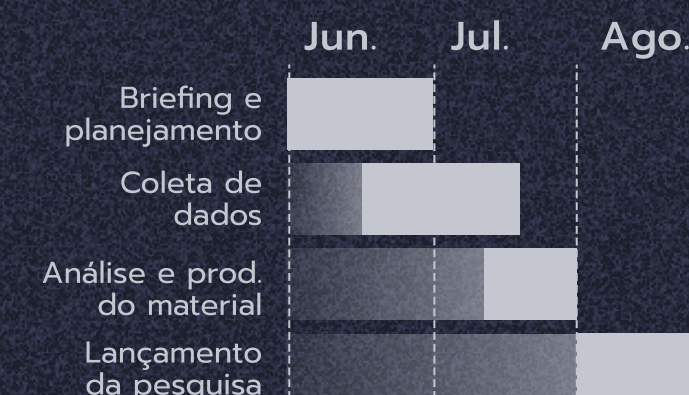 Jun. Jul. Ago.
Briefing e
planejamento
Coleta de
dados
Análise e prod.
do material
Lançamento
da pesquisa